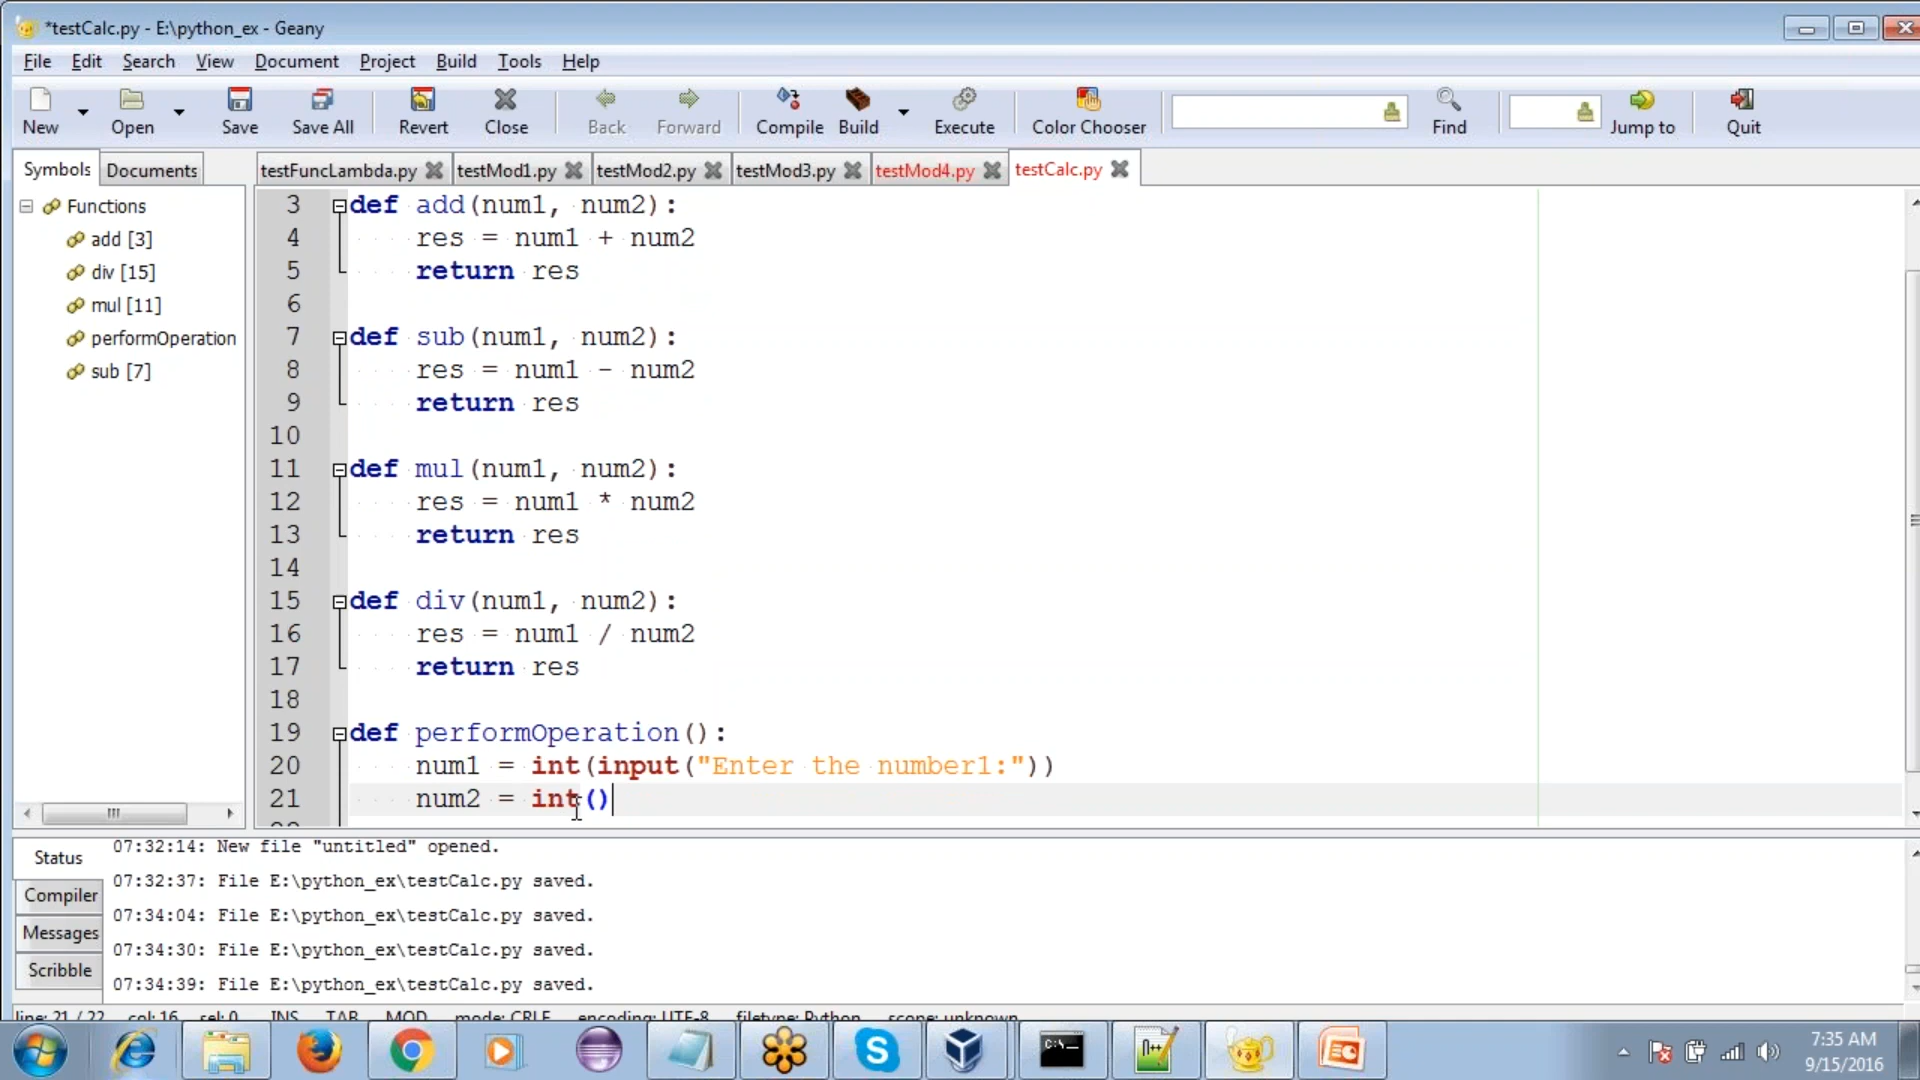 *testCalc.py - E:\python_ex - Geany
File Edit Search View Document Project Build Tools Help
New Open Save Save All Revert Close Back Forward Compile Build Execute Color Chooser Find Jump to Quit
Symbols Documents
testFuncLambda.py testMod1.py testMod2.py testMod3.py testMod4.py testCalc.py
Functions
add [3]
div [15]
mul [11]
performOperation
sub [7]
3 def add(num1, num2):
4 res = num1 + num2
5 return res
6
7 def sub(num1, num2):
8 res = num1 - num2
9 return res
10
11 def mul(num1, num2):
12 res = num1 * num2
13 return res
14
15 def div(num1, num2):
16 res = num1 / num2
17 return res
18
19 def performOperation():
20 num1 = int(input("Enter the number1:"))
21 num2 = int()
Status
Compiler
Messages
Scribble
07:32:14: New file "untitled" opened.
07:32:37: File E:\python_ex\testCalc.py saved.
07:34:04: File E:\python_ex\testCalc.py saved.
07:34:30: File E:\python_ex\testCalc.py saved.
07:34:39: File E:\python_ex\testCalc.py saved.
line: 21 / 22 col: 16 sel: 0 INS TAB MOD mode: CRLF encoding: UTF-8 filetype: Python scope: unknown
7:35 AM
9/15/2016